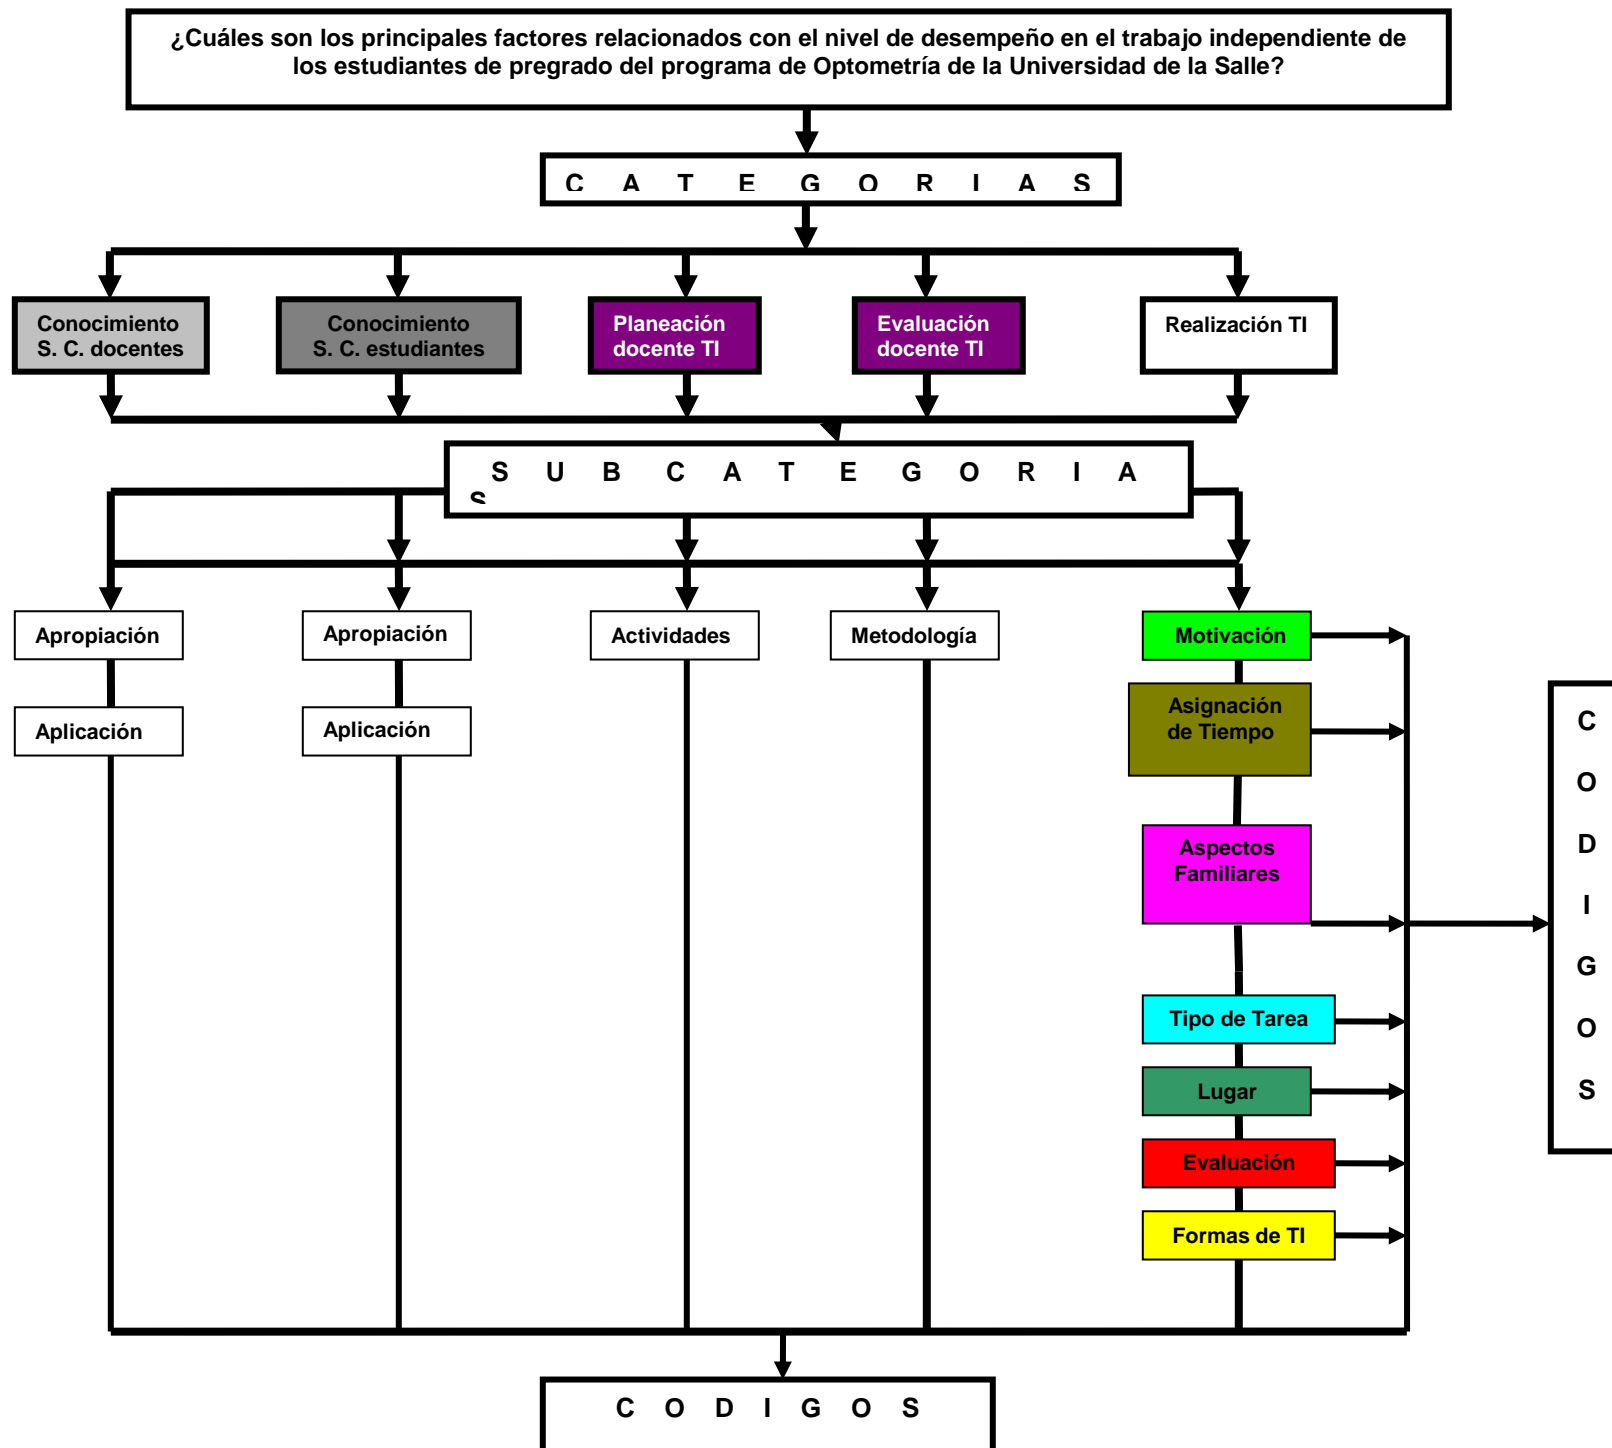 ¿Cuáles son los principales factores relacionados con el nivel de desempeño en el trabajo independiente de
los estudiantes de pregrado del programa de Optometría de la Universidad de la Salle?
C A T E G O R I A S
Conocimiento
S. C. docentes
Conocimiento
S. C. estudiantes
Planeación
docente TI
Evaluación
docente TI
Realización TI
S U B C A T E G O R I A
S
Apropiación
Apropiación
Actividades
Metodología
Motivación
Aplicación
Aplicación
Asignación
de Tiempo
Aspectos
Familiares
Tipo de Tarea
Lugar
Evaluación
Formas de TI
C
O
D
I
G
O
S
C O D I G O S